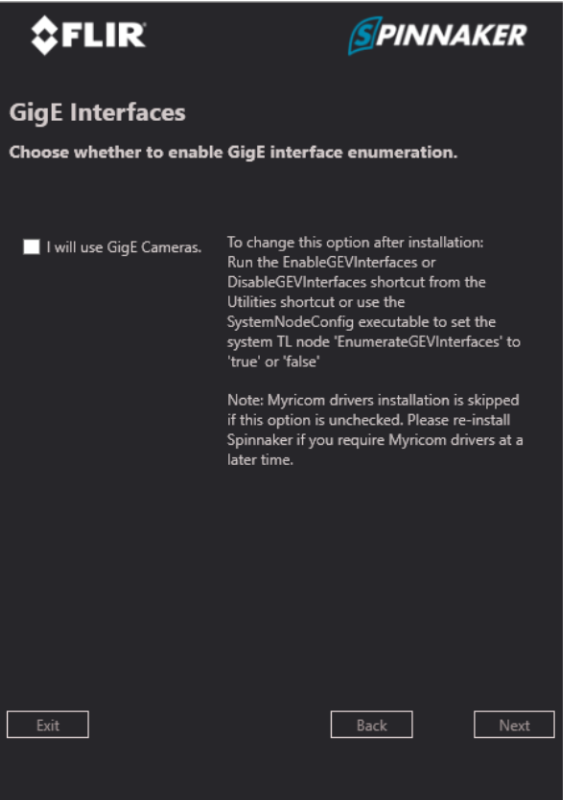 FLIR
SPINNAKER
GigE Interfaces
Choose whether to enable GigE interface enumeration.
I will use GigE Cameras.
To change this option after installation:
Run the EnableGEVInterfaces or
DisableGEVInterfaces shortcut from the
Utilities shortcut or use the
SystemNodeConfig executable to set the
system TL node 'EnumerateGEVInterfaces' to
'true' or 'false'
Note: Myricom drivers installation is skipped
if this option is unchecked. Please re-install
Spinnaker if you require Myricom drivers at a
later time.
Exit
Back
Next